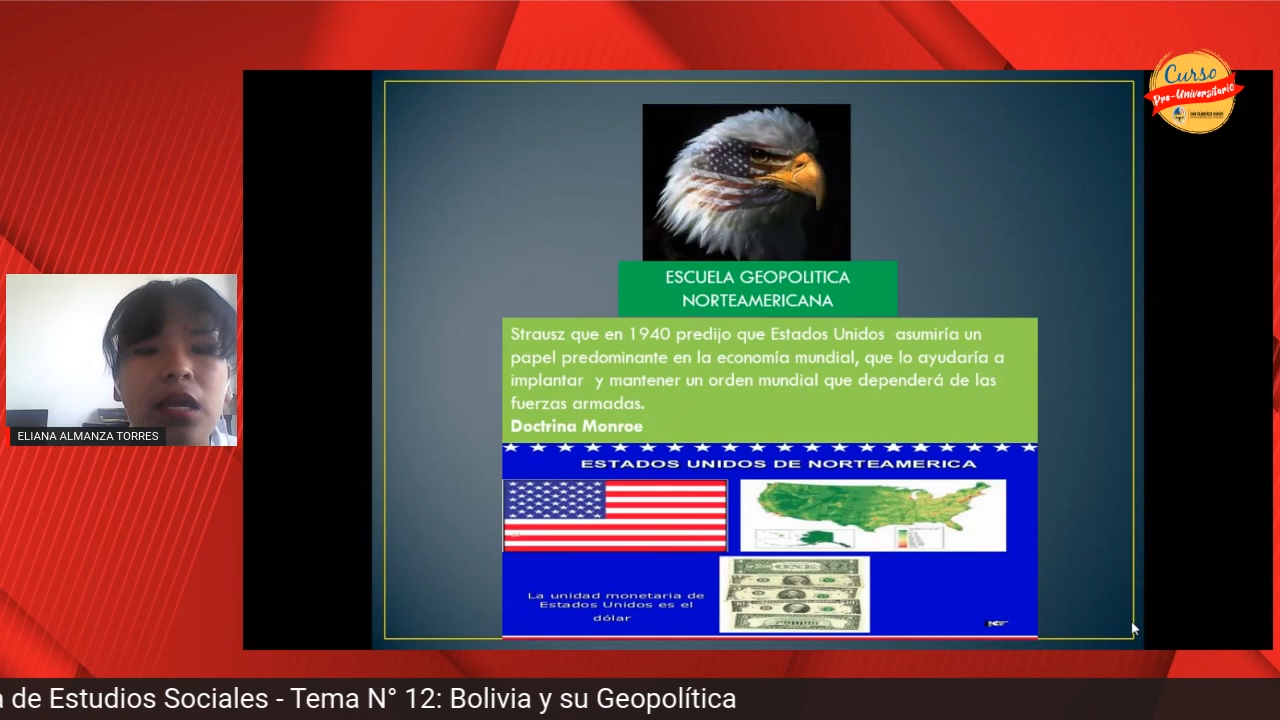 Curso
Pre-Universitario
ESCUELA GEOPOLITICA
NORTEAMERICANA
Strausz que en 1940 predijo que Estados Unidos asumiría un
papel predominante en la economía mundial, que lo ayudaría a
implantar y mantener un orden mundial que dependerá de las
fuerzas armadas.
Doctrina Monroe
ESTADOS UNIDOS DE NORTEAMERICA
La unidad monetaria de
Estados Unidos es el
dólar
ELIANA ALMANZA TORRES
a de Estudios Sociales - Tema N° 12: Bolivia y su Geopolítica